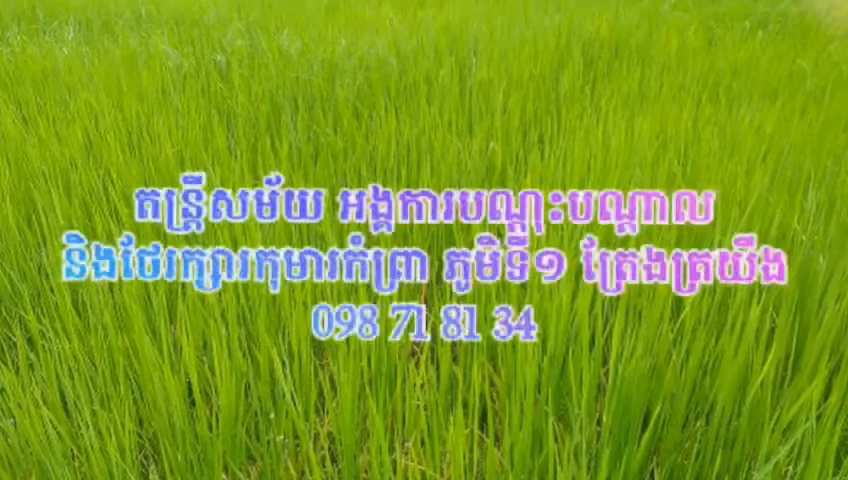 តន្ត្រីសម័យ អង្គការបណ្តុះបណ្តាល
និងថែរក្សារកុមារកំព្រា ភូមិទី១ ត្រែងត្រយឹង
098 71 81 34